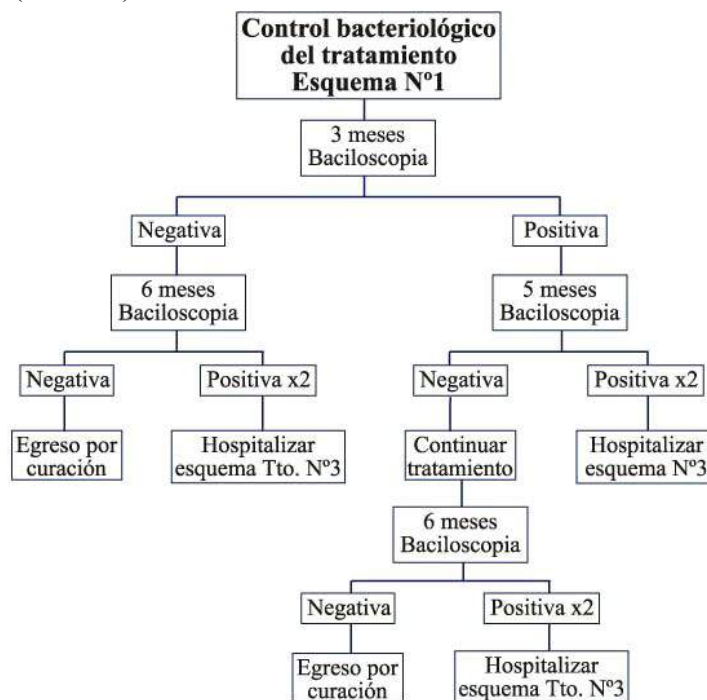 Control bacteriológico
del tratamiento
Esquema Nº1
3 meses
Baciloscopia
Negativa
Positiva
6 meses
Baciloscopia
5 meses
Baciloscopia
Negativa
Positiva x2
Negativa
Positiva x2
Egreso por
curación
Hospitalizar
esquema Tto. Nº3
Continuar
tratamiento
Hospitalizar
esquema Nº3
6 meses
Baciloscopia
Negativa
Positiva x2
Egreso por
curación
Hospitalizar
esquema Tto. Nº3